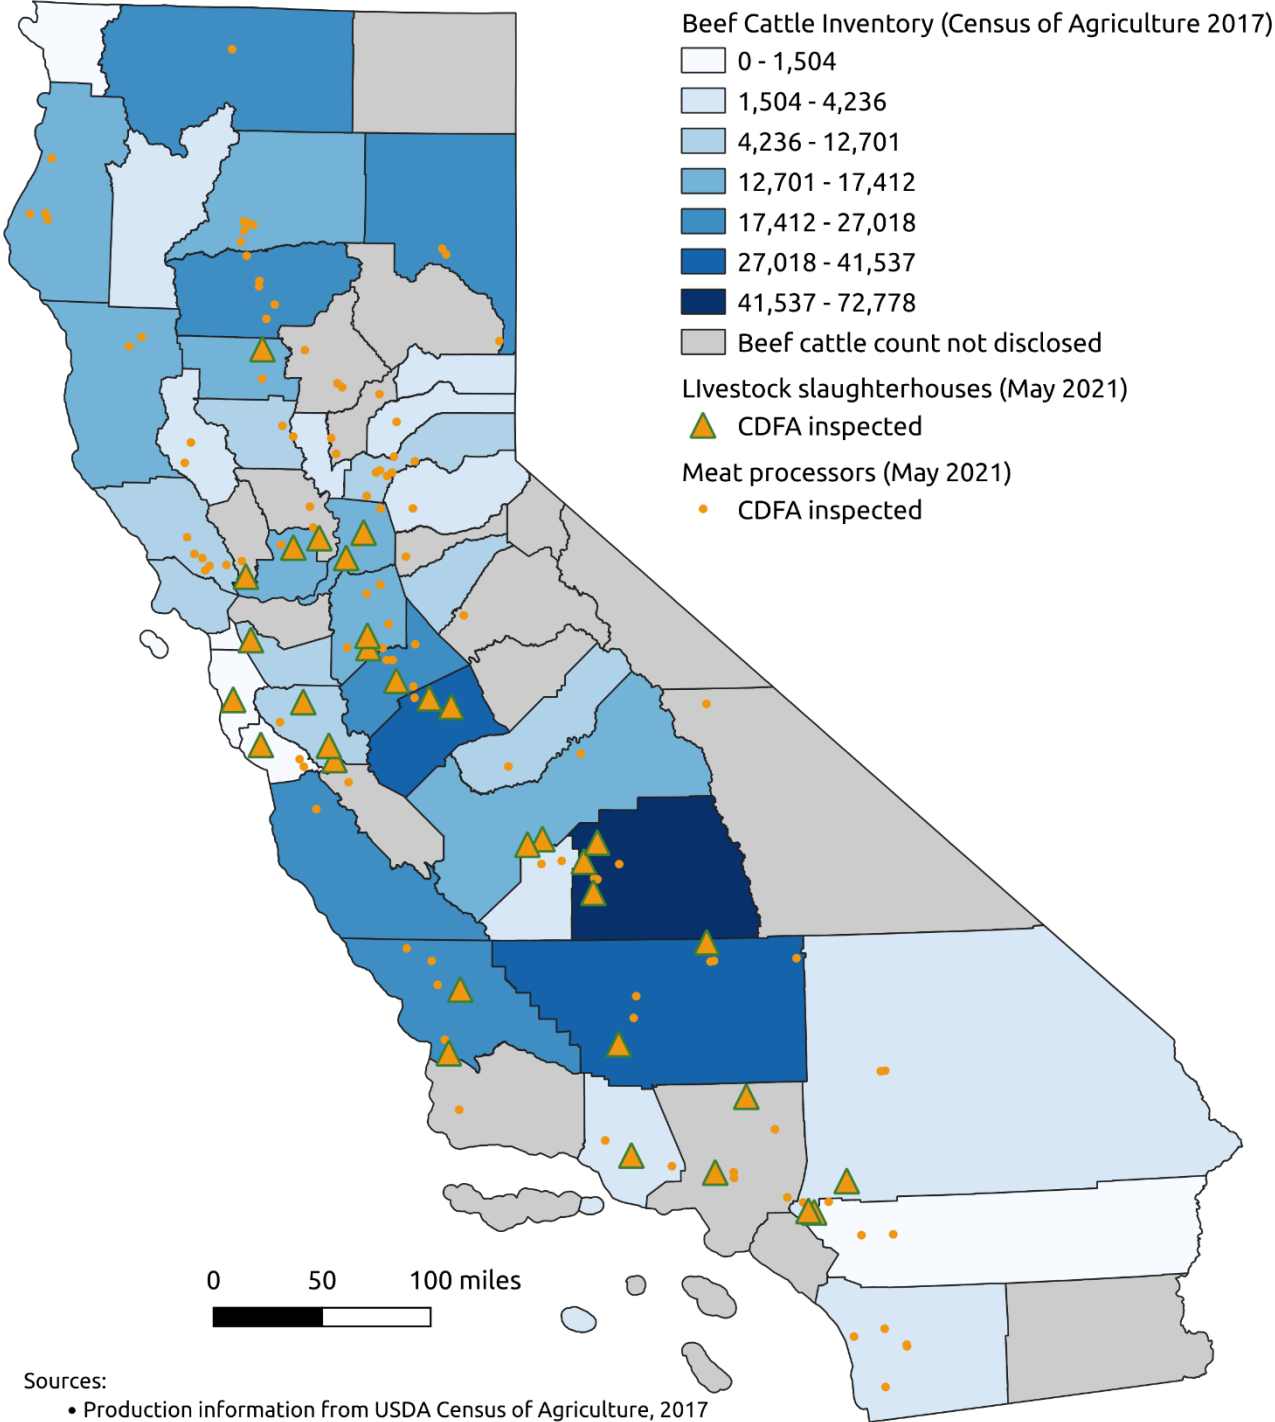 Beef Cattle Inventory (Census of Agriculture 2017)
0 - 1,504
1,504 - 4,236
4,236 - 12,701
12,701 - 17,412
17,412 - 27,018
27,018 - 41,537
41,537 - 72,778
Beef cattle count not disclosed
LIvestock slaughterhouses (May 2021)
CDFA inspected
Meat processors (May 2021)
CDFA inspected
0 50 100 miles
Sources:
• Production information from USDA Census of Agriculture, 2017